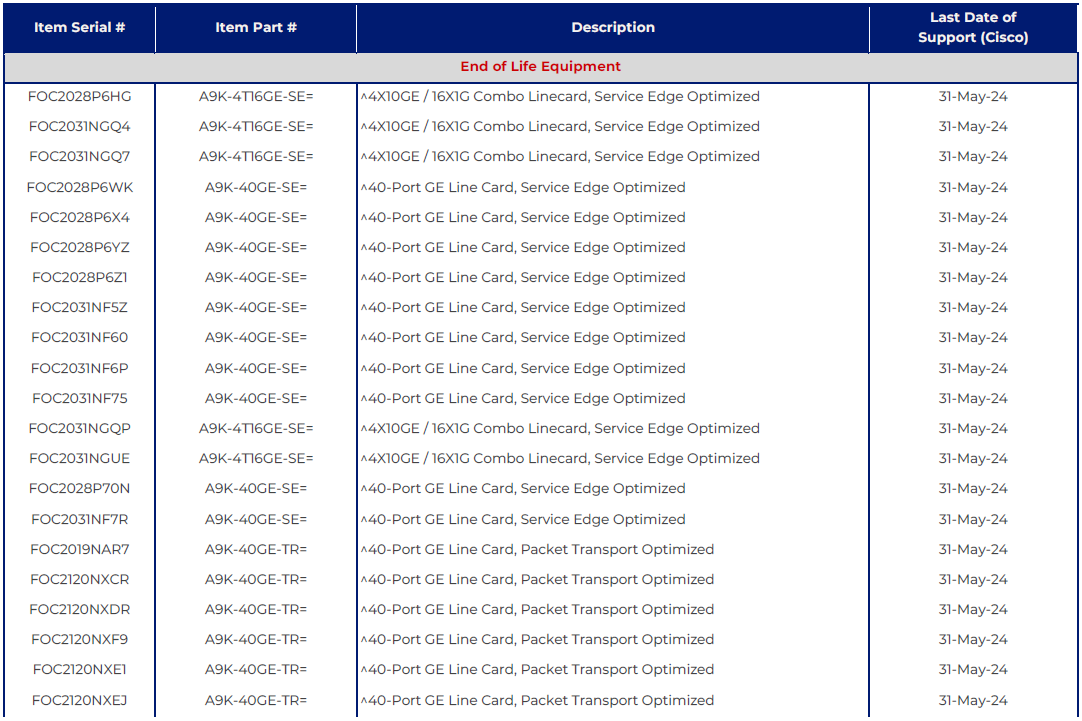 Item Serial # Item Part # Description Last Date of Support (Cisco)
End of Life Equipment
FOC2028P6HG A9K-4T16GE-SE= ^4X10GE / 16X1G Combo Linecard, Service Edge Optimized 31-May-24
FOC2031NGQ4 A9K-4T16GE-SE= ^4X10GE / 16X1G Combo Linecard, Service Edge Optimized 31-May-24
FOC2031NGQ7 A9K-4T16GE-SE= ^4X10GE / 16X1G Combo Linecard, Service Edge Optimized 31-May-24
FOC2028P6WK A9K-40GE-SE= ^40-Port GE Line Card, Service Edge Optimized 31-May-24
FOC2028P6X4 A9K-40GE-SE= ^40-Port GE Line Card, Service Edge Optimized 31-May-24
FOC2028P6YZ A9K-40GE-SE= ^40-Port GE Line Card, Service Edge Optimized 31-May-24
FOC2028P6Z1 A9K-40GE-SE= ^40-Port GE Line Card, Service Edge Optimized 31-May-24
FOC2031NF5Z A9K-40GE-SE= ^40-Port GE Line Card, Service Edge Optimized 31-May-24
FOC2031NF60 A9K-40GE-SE= ^40-Port GE Line Card, Service Edge Optimized 31-May-24
FOC2031NF6P A9K-40GE-SE= ^40-Port GE Line Card, Service Edge Optimized 31-May-24
FOC2031NF75 A9K-40GE-SE= ^40-Port GE Line Card, Service Edge Optimized 31-May-24
FOC2031NGQP A9K-4T16GE-SE= ^4X10GE / 16X1G Combo Linecard, Service Edge Optimized 31-May-24
FOC2031NGUE A9K-4T16GE-SE= ^4X10GE / 16X1G Combo Linecard, Service Edge Optimized 31-May-24
FOC2028P70N A9K-40GE-SE= ^40-Port GE Line Card, Service Edge Optimized 31-May-24
FOC2031NF7R A9K-40GE-SE= ^40-Port GE Line Card, Service Edge Optimized 31-May-24
FOC2019NAR7 A9K-40GE-TR= ^40-Port GE Line Card, Packet Transport Optimized 31-May-24
FOC2120NXCR A9K-40GE-TR= ^40-Port GE Line Card, Packet Transport Optimized 31-May-24
FOC2120NXDR A9K-40GE-TR= ^40-Port GE Line Card, Packet Transport Optimized 31-May-24
FOC2120NXF9 A9K-40GE-TR= ^40-Port GE Line Card, Packet Transport Optimized 31-May-24
FOC2120NXE1 A9K-40GE-TR= ^40-Port GE Line Card, Packet Transport Optimized 31-May-24
FOC2120NXEJ A9K-40GE-TR= ^40-Port GE Line Card, Packet Transport Optimized 31-May-24